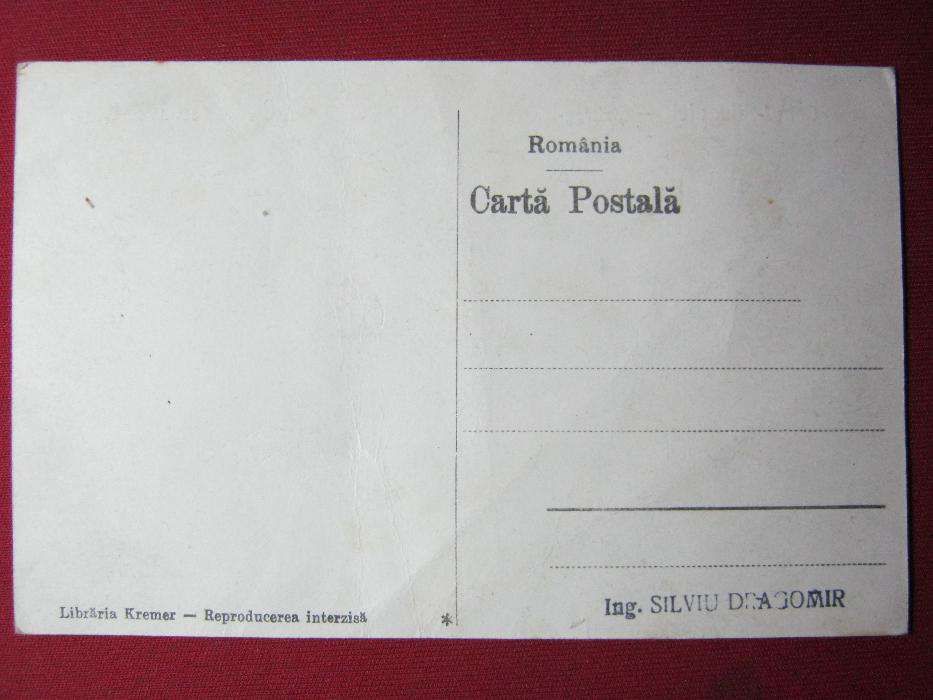 România
Cartă Postală
Librăria Kremer — Reproducerea interzisă
*
Ing. SILVIU DRAGOMIR